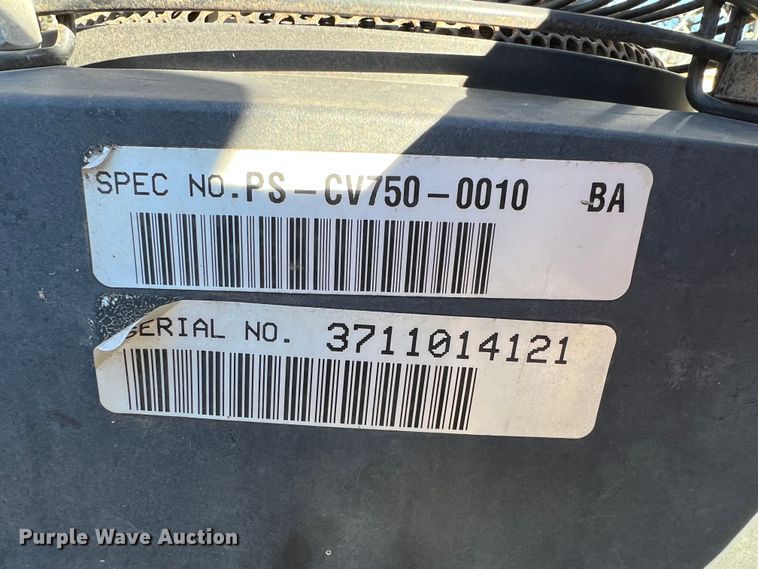 SPEC NO.PS-CV750-0010 BA
SERIAL NO. 3711014121
Purple Wave Auction